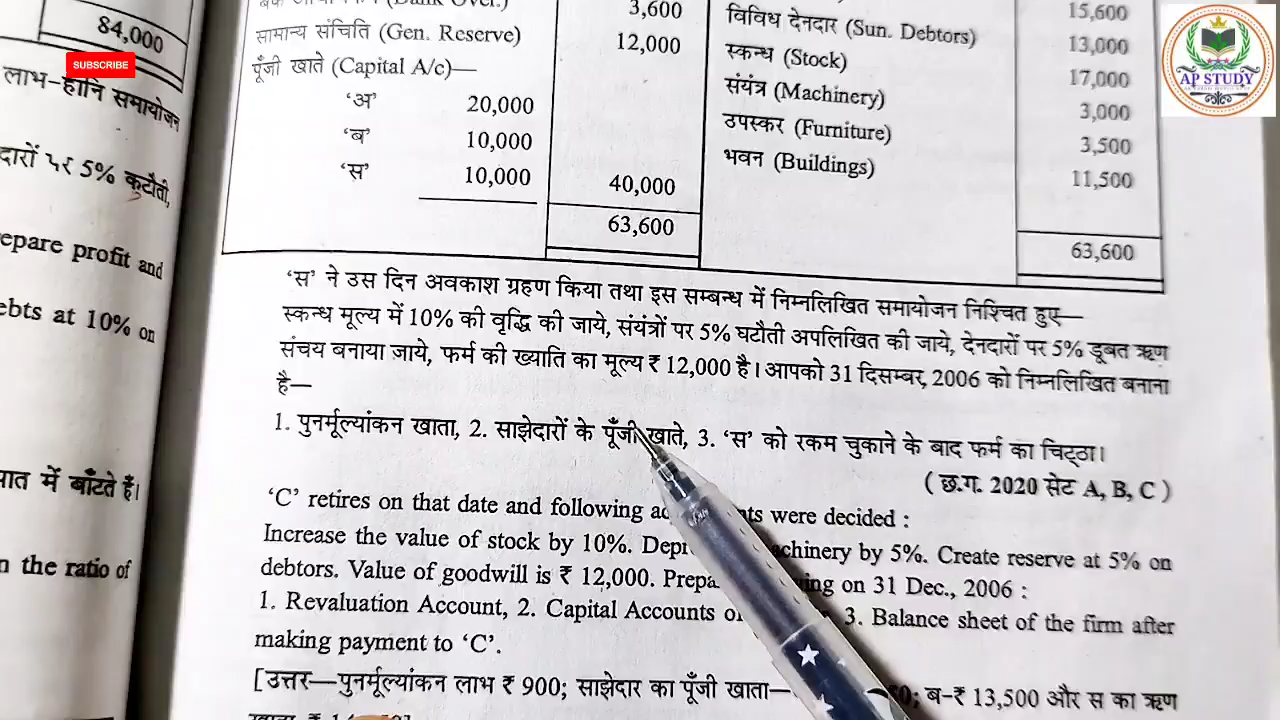 84,000
SUBSCRIBE
लाभ-हानि समायोजन
दारों पर 5% कटौती,
epare profit and
ebts at 10% on
पात में बाँटते हैं।
n the ratio of
(Bank Over.) 3,600
सामान्य संचिति (Gen. Reserve) 12,000
पूँजी खाते (Capital A/c)—
‘अ’ 20,000
‘ब’ 10,000
‘स’ 10,000 40,000
63,600
15,600
विविध देनदार (Sun. Debtors) 13,000
स्कन्ध (Stock) 17,000
संयंत्र (Machinery) 3,000
उपस्कर (Furniture) 3,500
भवन (Buildings) 11,500
63,600
AP STUDY
‘स’ ने उस दिन अवकाश ग्रहण किया तथा इस सम्बन्ध में निम्नलिखित समायोजन निश्चित हुए—
स्कन्ध मूल्य में 10% की वृद्धि की जाये, संयंत्रों पर 5% घटौती अपलिखित की जाये, देनदारों पर 5% डूबत ऋण
संचय बनाया जाये, फर्म की ख्याति का मूल्य ₹ 12,000 है। आपको 31 दिसम्बर, 2006 को निम्नलिखित बनाना
है—
1. पुनर्मूल्यांकन खाता, 2. साझेदारों के पूँजी खाते, 3. ‘स’ को रकम चुकाने के बाद फर्म का चिट्ठा।
( छ.ग. 2020 सेट A, B, C )
‘C’ retires on that date and following were decided :
Increase the value of stock by 10%. by 5%. Create reserve at 5% on
debtors. Value of goodwill is ₹ 12,000. on 31 Dec., 2006 :
1. Revaluation Account, 2. Capital Accounts 3. Balance sheet of the firm after
making payment to ‘C’.
[उत्तर—पुनर्मूल्यांकन लाभ ₹ 900; साझेदार का पूँजी खाता— ब-₹ 13,500 और स का ऋण